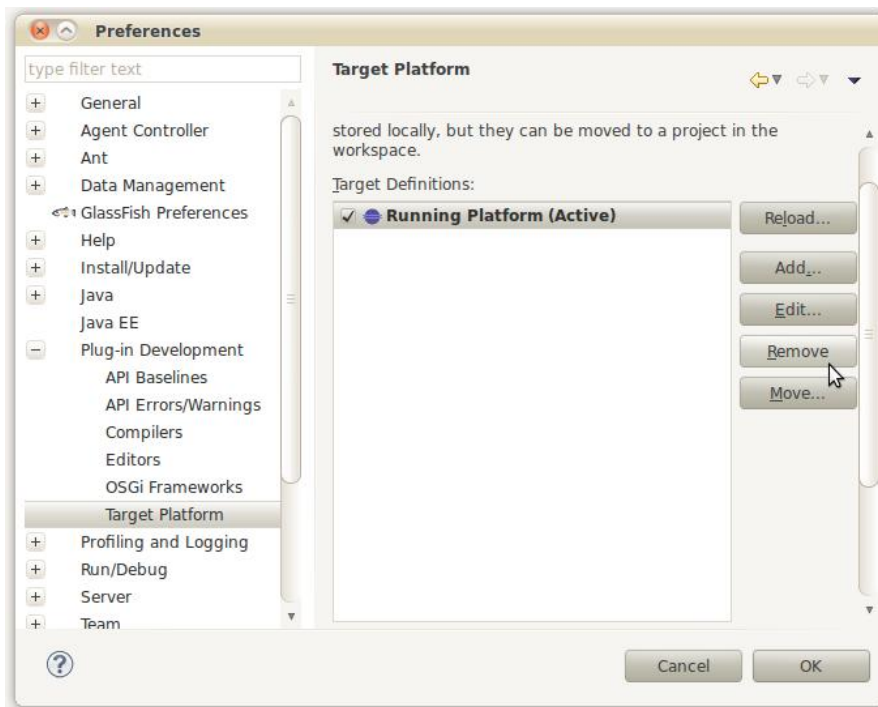 Preferences
type filter text
General
Agent Controller
Ant
Data Management
GlassFish Preferences
Help
Install/Update
Java
Java EE
Plug-in Development
API Baselines
API Errors/Warnings
Compilers
Editors
OSGi Frameworks
Target Platform
Profiling and Logging
Run/Debug
Server
Team
Target Platform
stored locally, but they can be moved to a project in the
workspace.
Target Definitions:
Running Platform (Active)
Reload...
Add...
Edit...
Remove
Move...
Cancel
OK